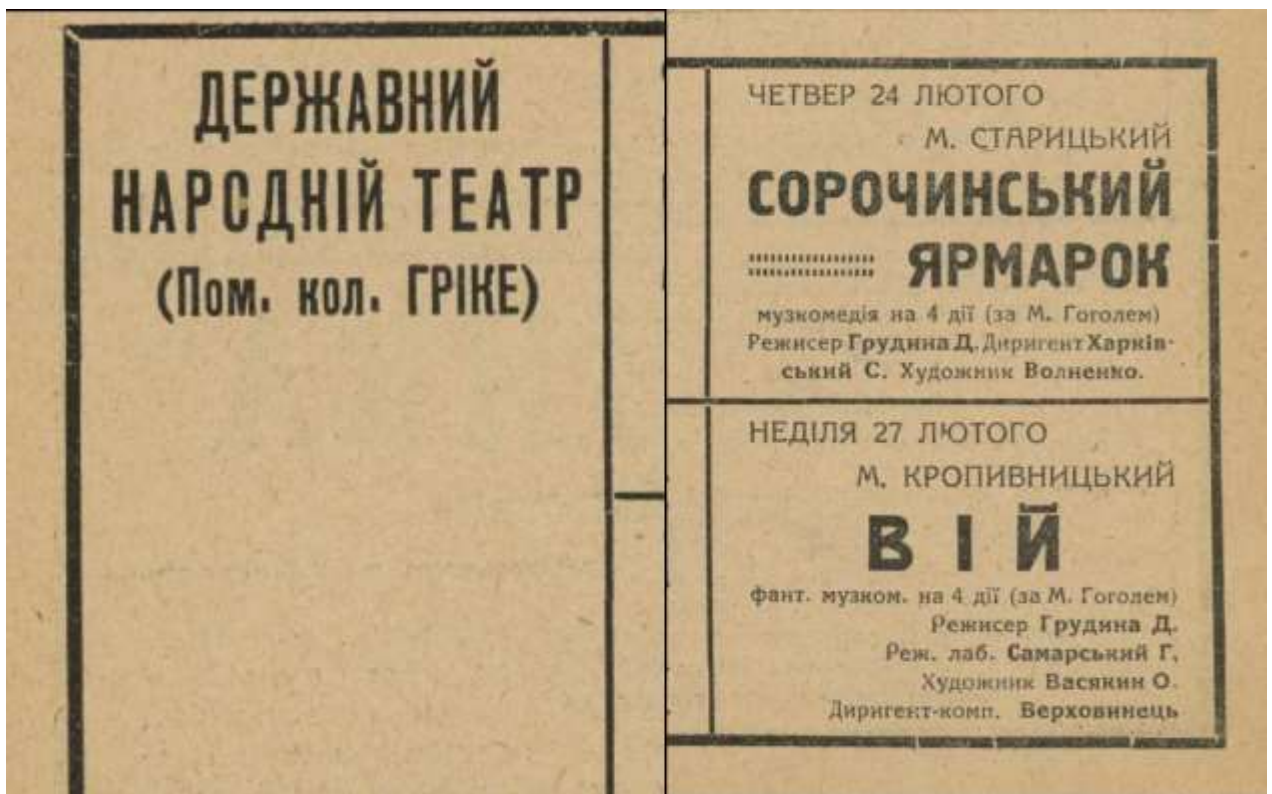 ДЕРЖАВНИЙ
НАРОДНІЙ ТЕАТР
(Пом. кол. ГРІКЕ)
ЧЕТВЕР 24 ЛЮТОГО
М. СТАРИЦЬКИЙ
СОРОЧИНСЬКИЙ
ЯРМАРОК
музкомедія на 4 дії (за М. Гоголем)
Режисер Грудина Д. Диригент Харків-
ський С. Художник Волненко.
НЕДІЛЯ 27 ЛЮТОГО
М. КРОПИВНИЦЬКИЙ
ВІЙ
фант. музком. на 4 дії (за М. Гоголем)
Режисер Грудина Д.
Реж. лаб. Самарський Г.
Художник Васякин О.
Диригент-комп. Верховинець